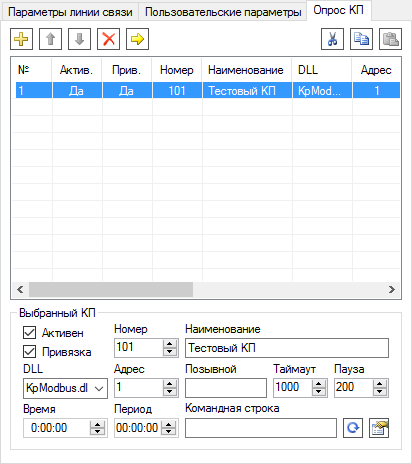 Параметры линии связи Пользовательские параметры Опрос КП
№ Актив. Прив. Номер Наименование DLL Адрес
1 Да Да 101 Тестовый КП KpMod... 1
Выбранный КП
Активен Номер Наименование
Привязка 101 Тестовый КП
DLL Адрес Позывной Таймаут Пауза
KpModbus.dl 1 1000 200
Время Период Командная строка
0:00:00 00:00:00